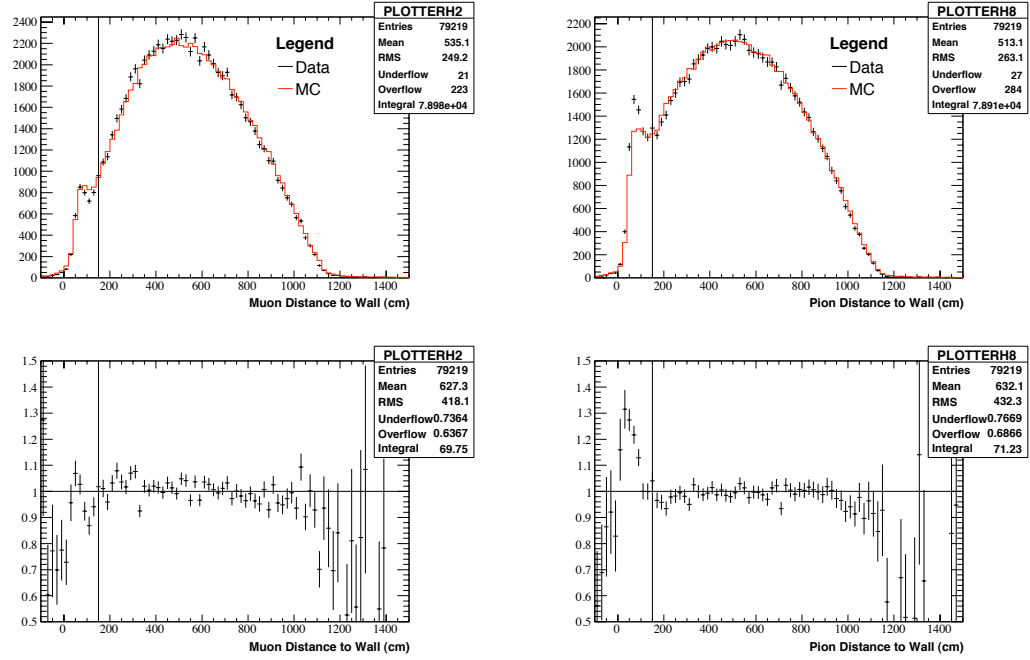 PLOTTERH2
Entries 79219
Mean 535.1
RMS 249.2
Underflow 21
Overflow 223
Integral 7.898e+04
Legend
Data
MC
2200
2000
1800
1600
1400
1200
1000
800
600
400
200
0
0 200 400 600 800 1000 1200 1400
Muon Distance to Wall (cm)
PLOTTERH8
Entries 79219
Mean 513.1
RMS 263.1
Underflow 27
Overflow 284
Integral 7.891e+04
Legend
Data
MC
2200
2000
1800
1600
1400
1200
1000
800
600
400
200
0
0 200 400 600 800 1000 1200 1400
Pion Distance to Wall (cm)
PLOTTERH2
Entries 79219
Mean 627.3
RMS 418.1
Underflow0.7364
Overflow 0.6367
Integral 69.75
1.5
1.4
1.3
1.2
1.1
1
0.9
0.8
0.7
0.6
0.5
0 200 400 600 800 1000 1200 1400
Muon Distance to Wall (cm)
PLOTTERH8
Entries 79219
Mean 632.1
RMS 432.3
Underflow0.7669
Overflow 0.6866
Integral 71.23
1.5
1.4
1.3
1.2
1.1
1
0.9
0.8
0.7
0.6
0.5
0 200 400 600 800 1000 1200 1400
Pion Distance to Wall (cm)